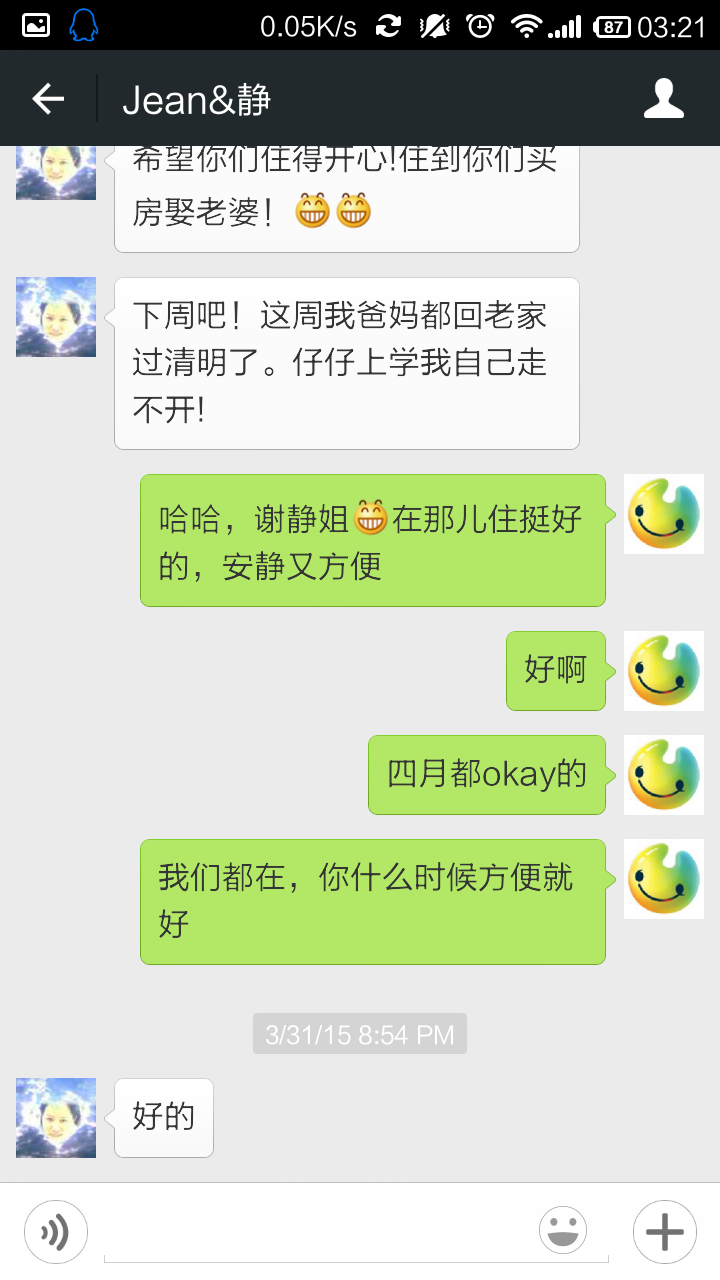 0.05K/s 87 03:21
Jean&静
希望你们住得开心!住到你们买
房娶老婆！😁😁
下周吧！这周我爸妈都回老家
过清明了。仔仔上学我自己走
不开!
哈哈，谢静姐😁在那儿住挺好
的，安静又方便
好啊
四月都okay的
我们都在，你什么时候方便就
好
3/31/15 8:54 PM
好的